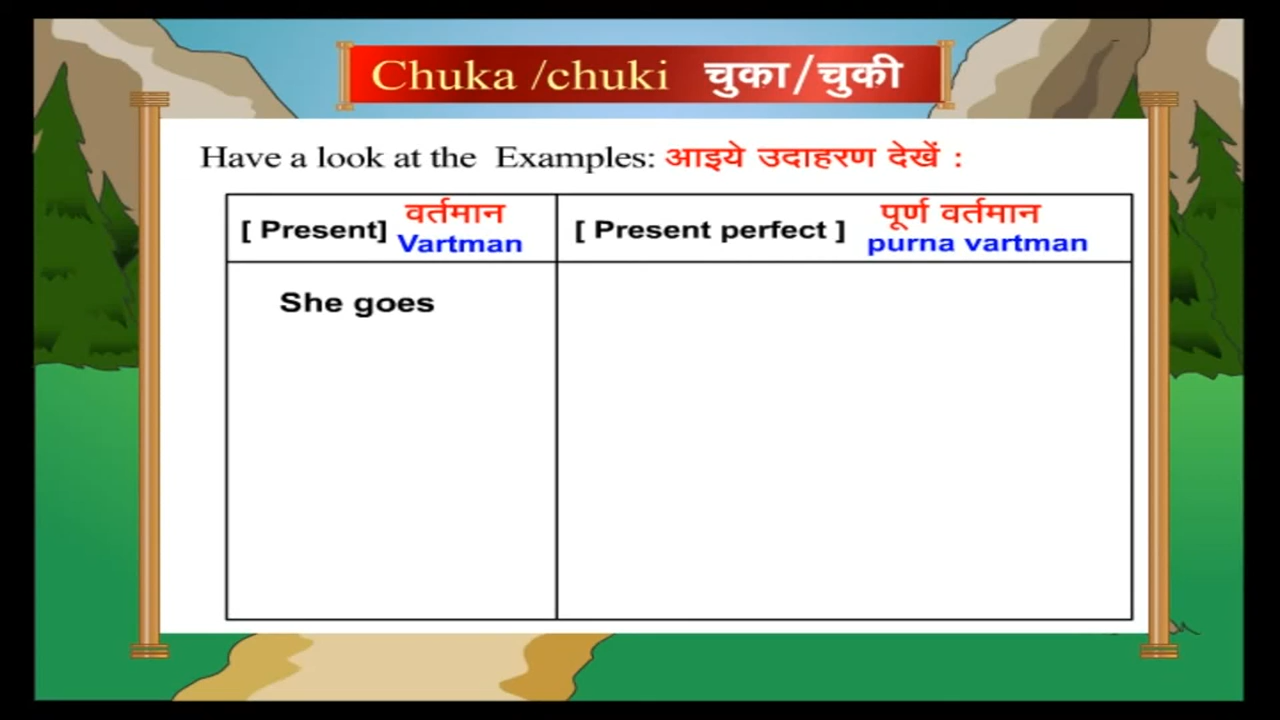 Chuka /chuki चुका/चुकी
Have a look at the Examples: आइये उदाहरण देखें :
[ Present] वर्तमान Vartman
[ Present perfect ] पूर्ण वर्तमान purna vartman
She goes